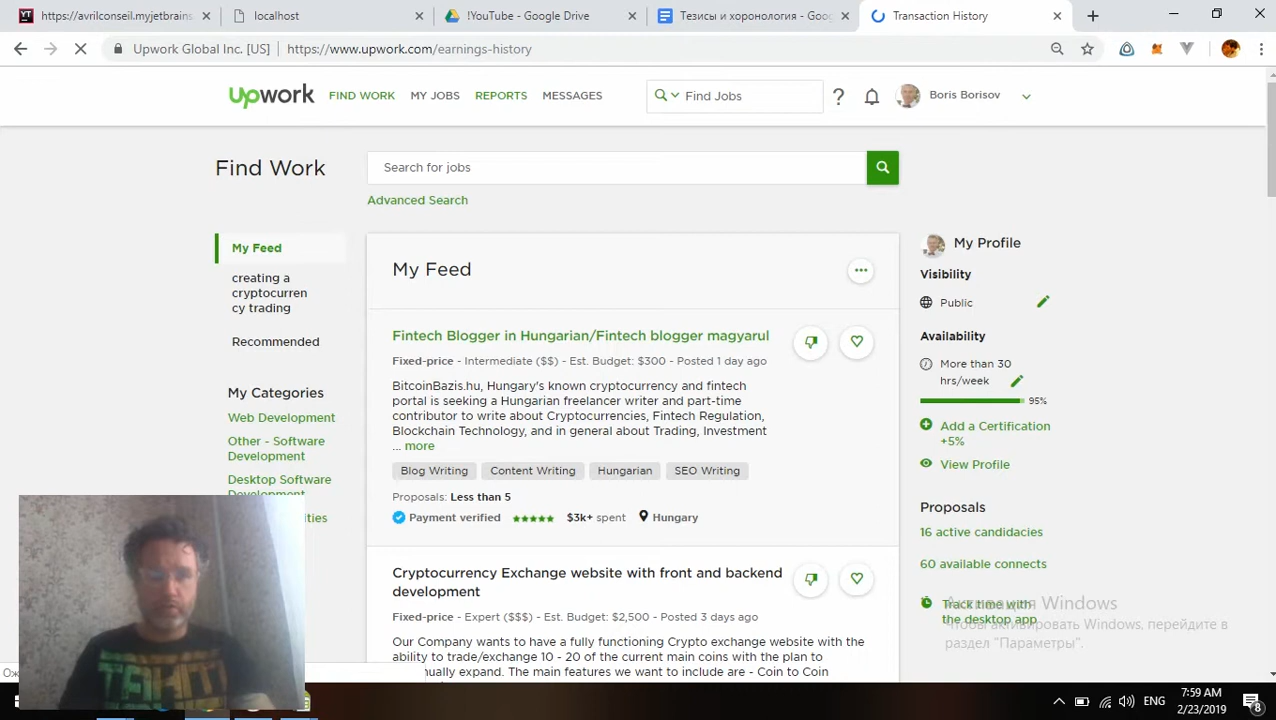 https://avrilconseil.myjetbrains
localhost
!YouTube - Google Drive
Тезисы и хоронология - Goog
Transaction History
Upwork Global Inc. [US]
https://www.upwork.com/earnings-history
upwork
FIND WORK
MY JOBS
REPORTS
MESSAGES
Find Jobs
?
Boris Borisov
Find Work
Search for jobs
Advanced Search
My Feed
creating a
cryptocurren
cy trading
Recommended
My Categories
Web Development
Other - Software
Development
Desktop Software
Development
My Feed
Fintech Blogger in Hungarian/Fintech blogger magyarul
Fixed-price - Intermediate ($$) - Est. Budget: $300 - Posted 1 day ago
BitcoinBazis.hu, Hungary's known cryptocurrency and fintech
portal is seeking a Hungarian freelancer writer and part-time
contributor to write about Cryptocurrencies, Fintech Regulation,
Blockchain Technology, and in general about Trading, Investment
... more
Blog Writing
Content Writing
Hungarian
SEO Writing
Proposals: Less than 5
Payment verified
$3k+ spent
Hungary
Cryptocurrency Exchange website with front and backend
development
Fixed-price - Expert ($$$) - Est. Budget: $2,500 - Posted 3 days ago
Our Company wants to have a fully functioning Crypto exchange website with the
ability to trade/exchange 10 - 20 of the current main coins with the plan to
nually expand. The main features we want to include are - Coin to Coin
My Profile
Visibility
Public
Availability
More than 30
hrs/week
95%
Add a Certification
+5%
View Profile
Proposals
16 active candidacies
60 available connects
Track time with
the desktop app
Активация Windows
Чтобы активировать Windows, перейдите в
раздел "Параметры".
ENG
7:59 AM
2/23/2019
8